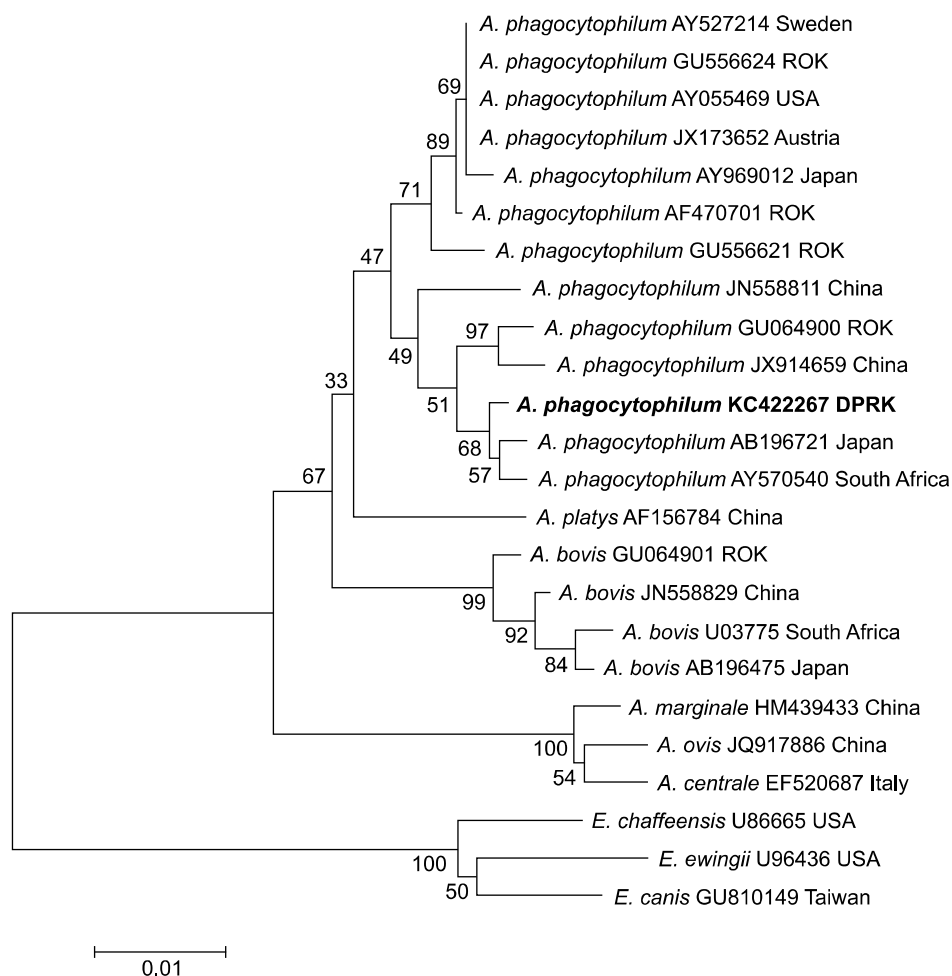 A. phagocytophilum AY527214 Sweden
A. phagocytophilum GU556624 ROK
69
A. phagocytophilum AY055469 USA
A. phagocytophilum JX173652 Austria
89
A. phagocytophilum AY969012 Japan
71
A. phagocytophilum AF470701 ROK
A. phagocytophilum GU556621 ROK
47
A. phagocytophilum JN558811 China
A. phagocytophilum GU064900 ROK
97
49
A. phagocytophilum JX914659 China
33
A. phagocytophilum KC422267 DPRK
51
A. phagocytophilum AB196721 Japan
68
57
A. phagocytophilum AY570540 South Africa
67
A. platys AF156784 China
A. bovis GU064901 ROK
99
A. bovis JN558829 China
92
A. bovis U03775 South Africa
84
A. bovis AB196475 Japan
A. marginale HM439433 China
100
A. ovis JQ917886 China
54
A. centrale EF520687 Italy
E. chaffeensis U86665 USA
100
E. ewingii U96436 USA
50
E. canis GU810149 Taiwan
0,01